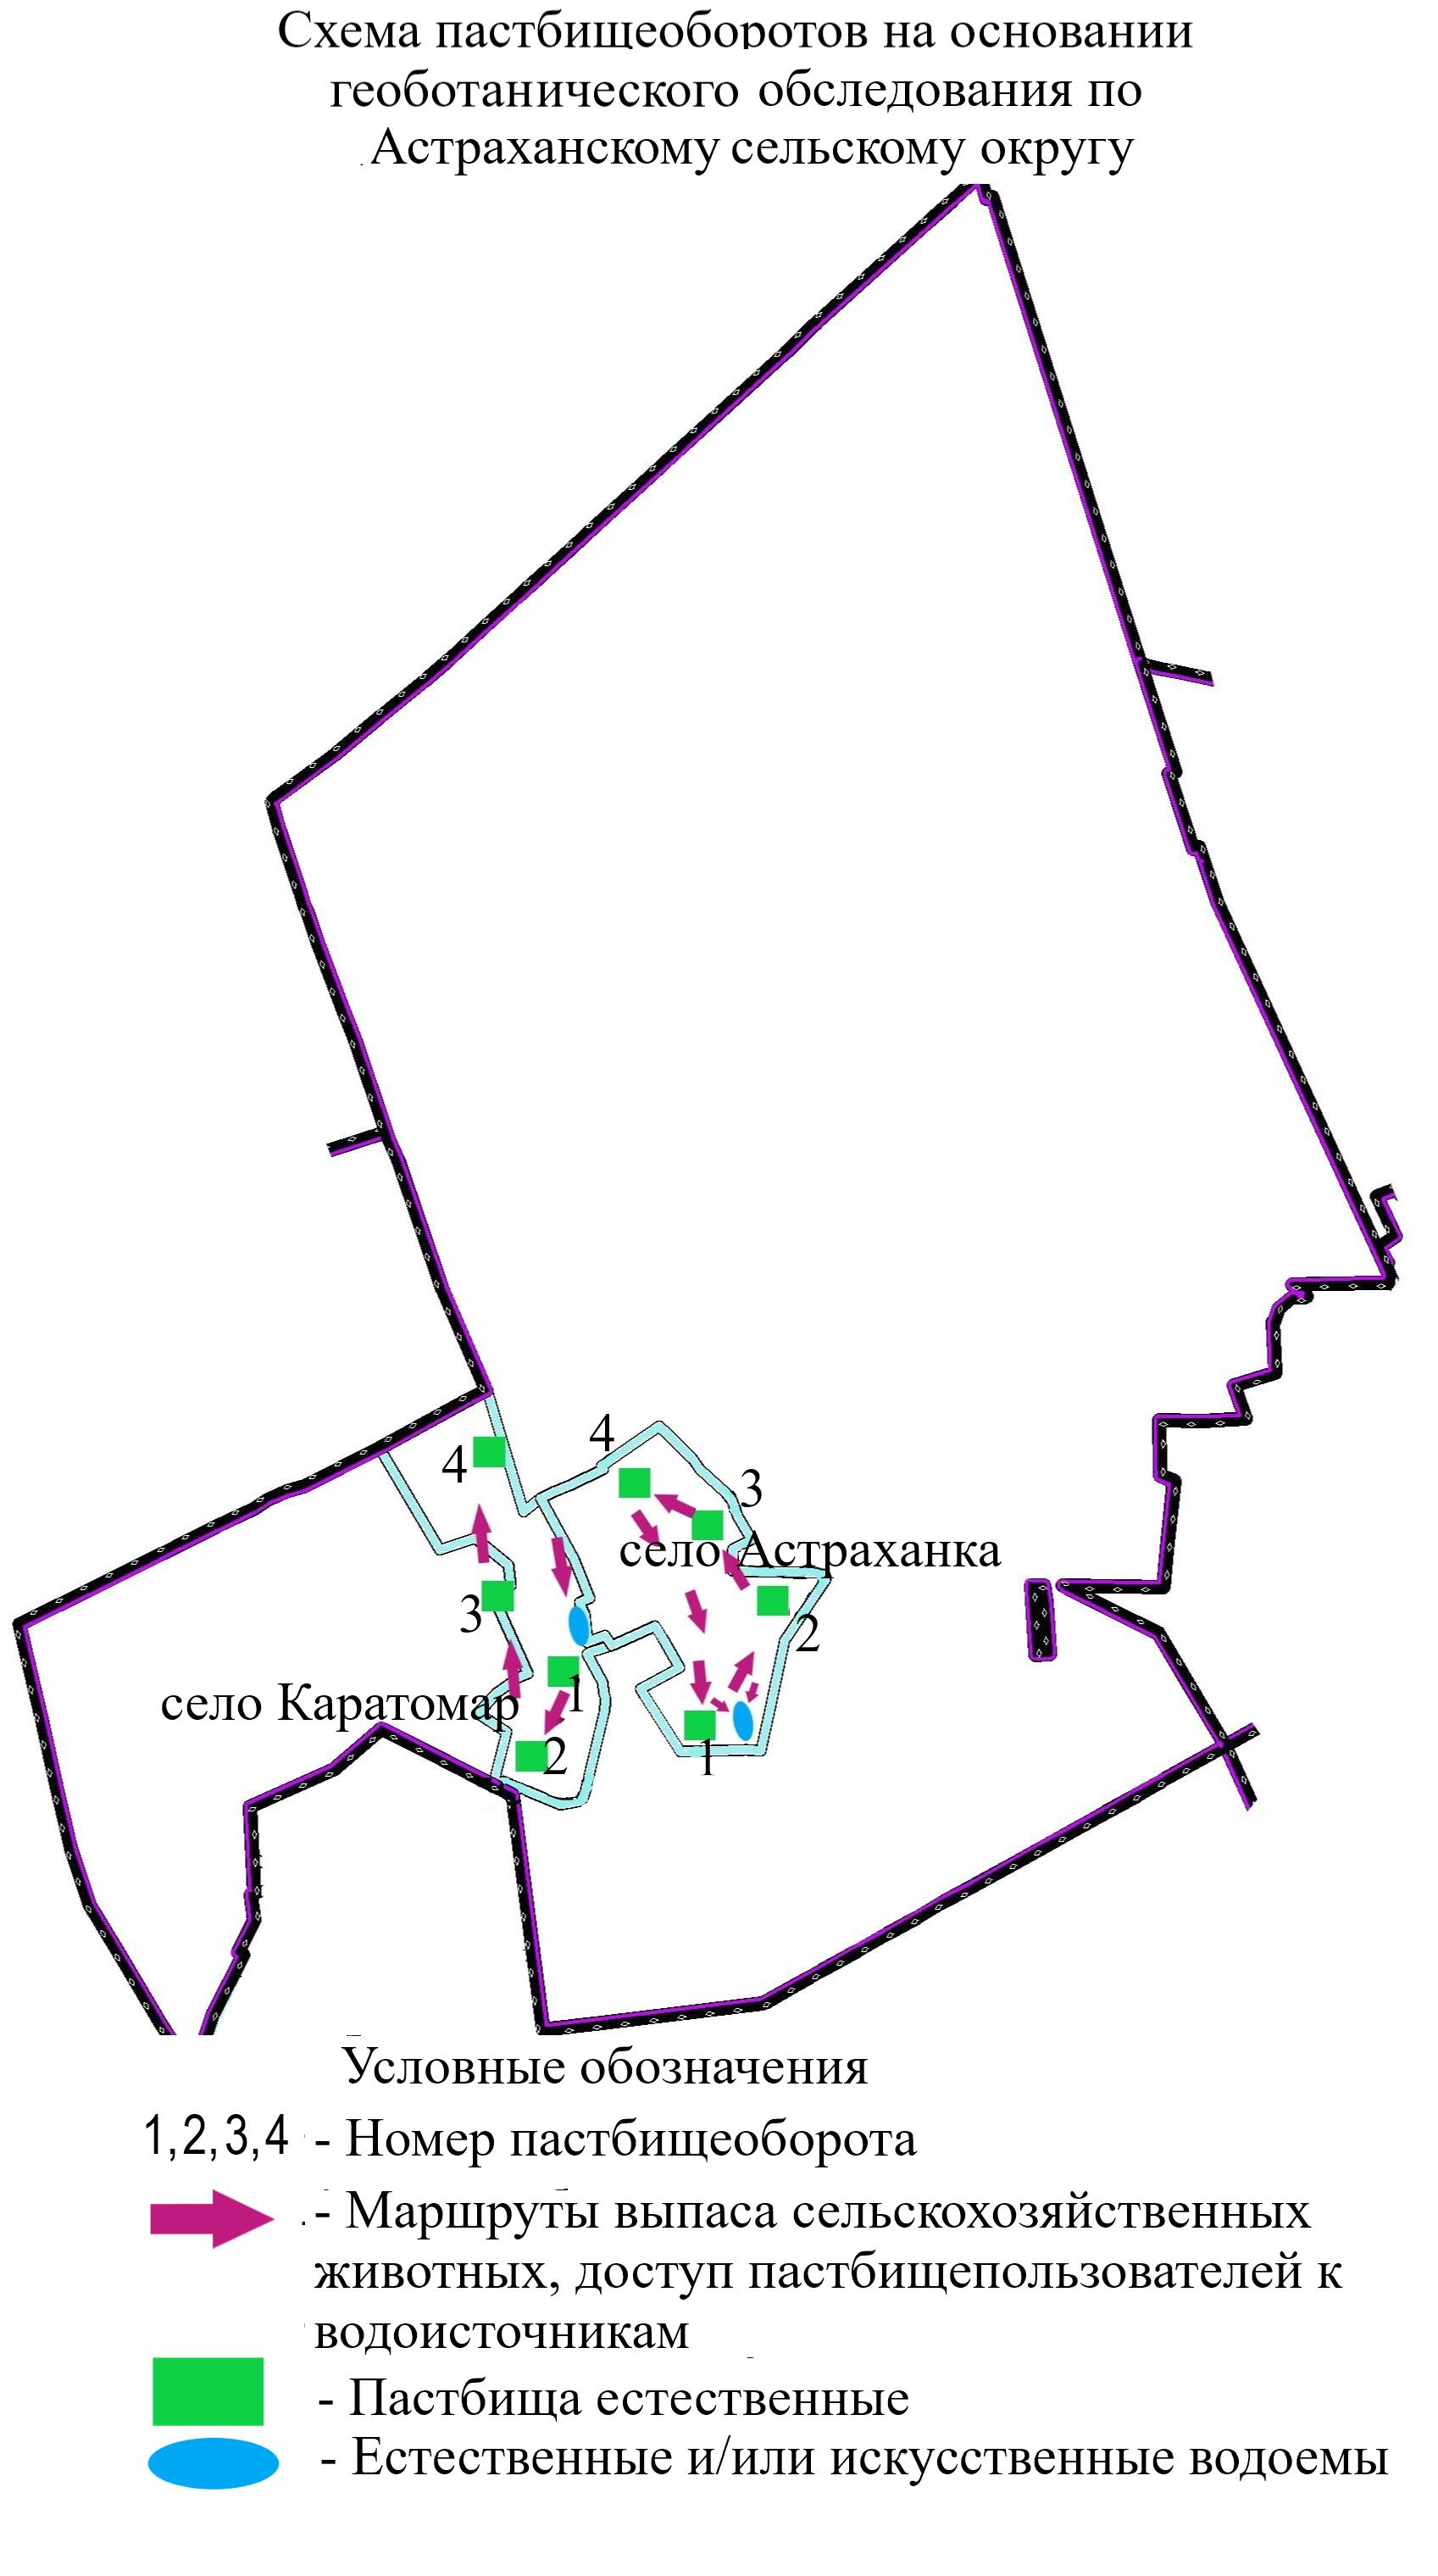 Схема пастбищеоборотов на основании
геоботанического обследования по
Астраханскому сельскому округу
4
4
3
село Астраханка
3
2
1
село Каратомар
2
1
Условные обозначения
1,2,3,4 - Номер пастбищеоборота
- Маршруты выпаса сельскохозяйственных
животных, доступ пастбищепользователей к
водоисточникам
- Пастбища естественные
- Естественные и/или искусственные водоемы